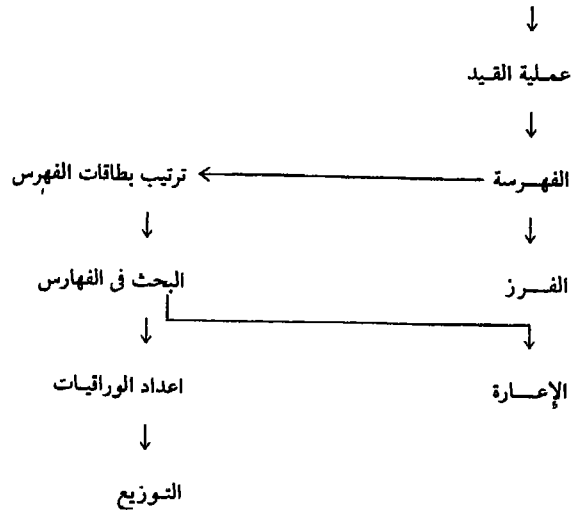 عملية القيد
الفهرسة
ترتيب بطاقات الفهرس
الفرز
البحث فى الفهارس
الإعارة
اعداد الوراقيات
التوزيع